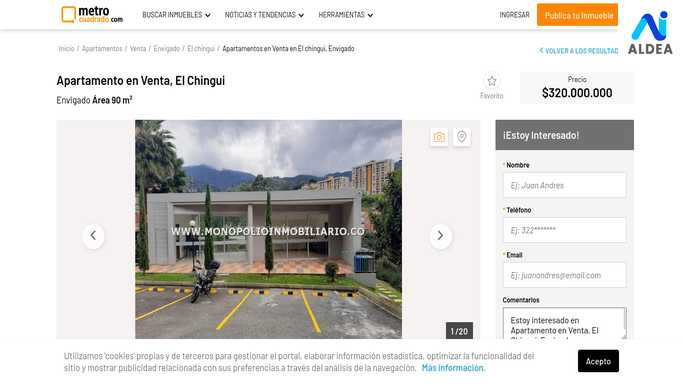 metro
cuadrado.com
BUSCAR INMUEBLES
NOTICIAS Y TENDENCIAS
HERRAMIENTAS
INGRESAR
Publica tu Inmueble
ALDEA
Inicio / Apartamentos / Venta / Envigado / El chingui / Apartamentos en Venta en El chingui, Envigado
VOLVER A LOS RESULTAD
Apartamento en Venta, El Chingui
Envigado Área 90 m²
Favorito
Precio
$320.000.000
WWW.MONOPOLIOINMOBILIARIO.CO
1 / 20
¡Estoy Interesado!
* Nombre
Ej: Juan Andres
* Teléfono
Ej: 322*******
* Email
Ej: juanandres@email.com
Comentarios
Estoy interesado en
Apartamento en Venta, El
Utilizamos 'cookies' propias y de terceros para gestionar el portal, elaborar información estadística, optimizar la funcionalidad del
sitio y mostrar publicidad relacionada con sus preferencias a través del análisis de la navegación. Más información.
Acepto